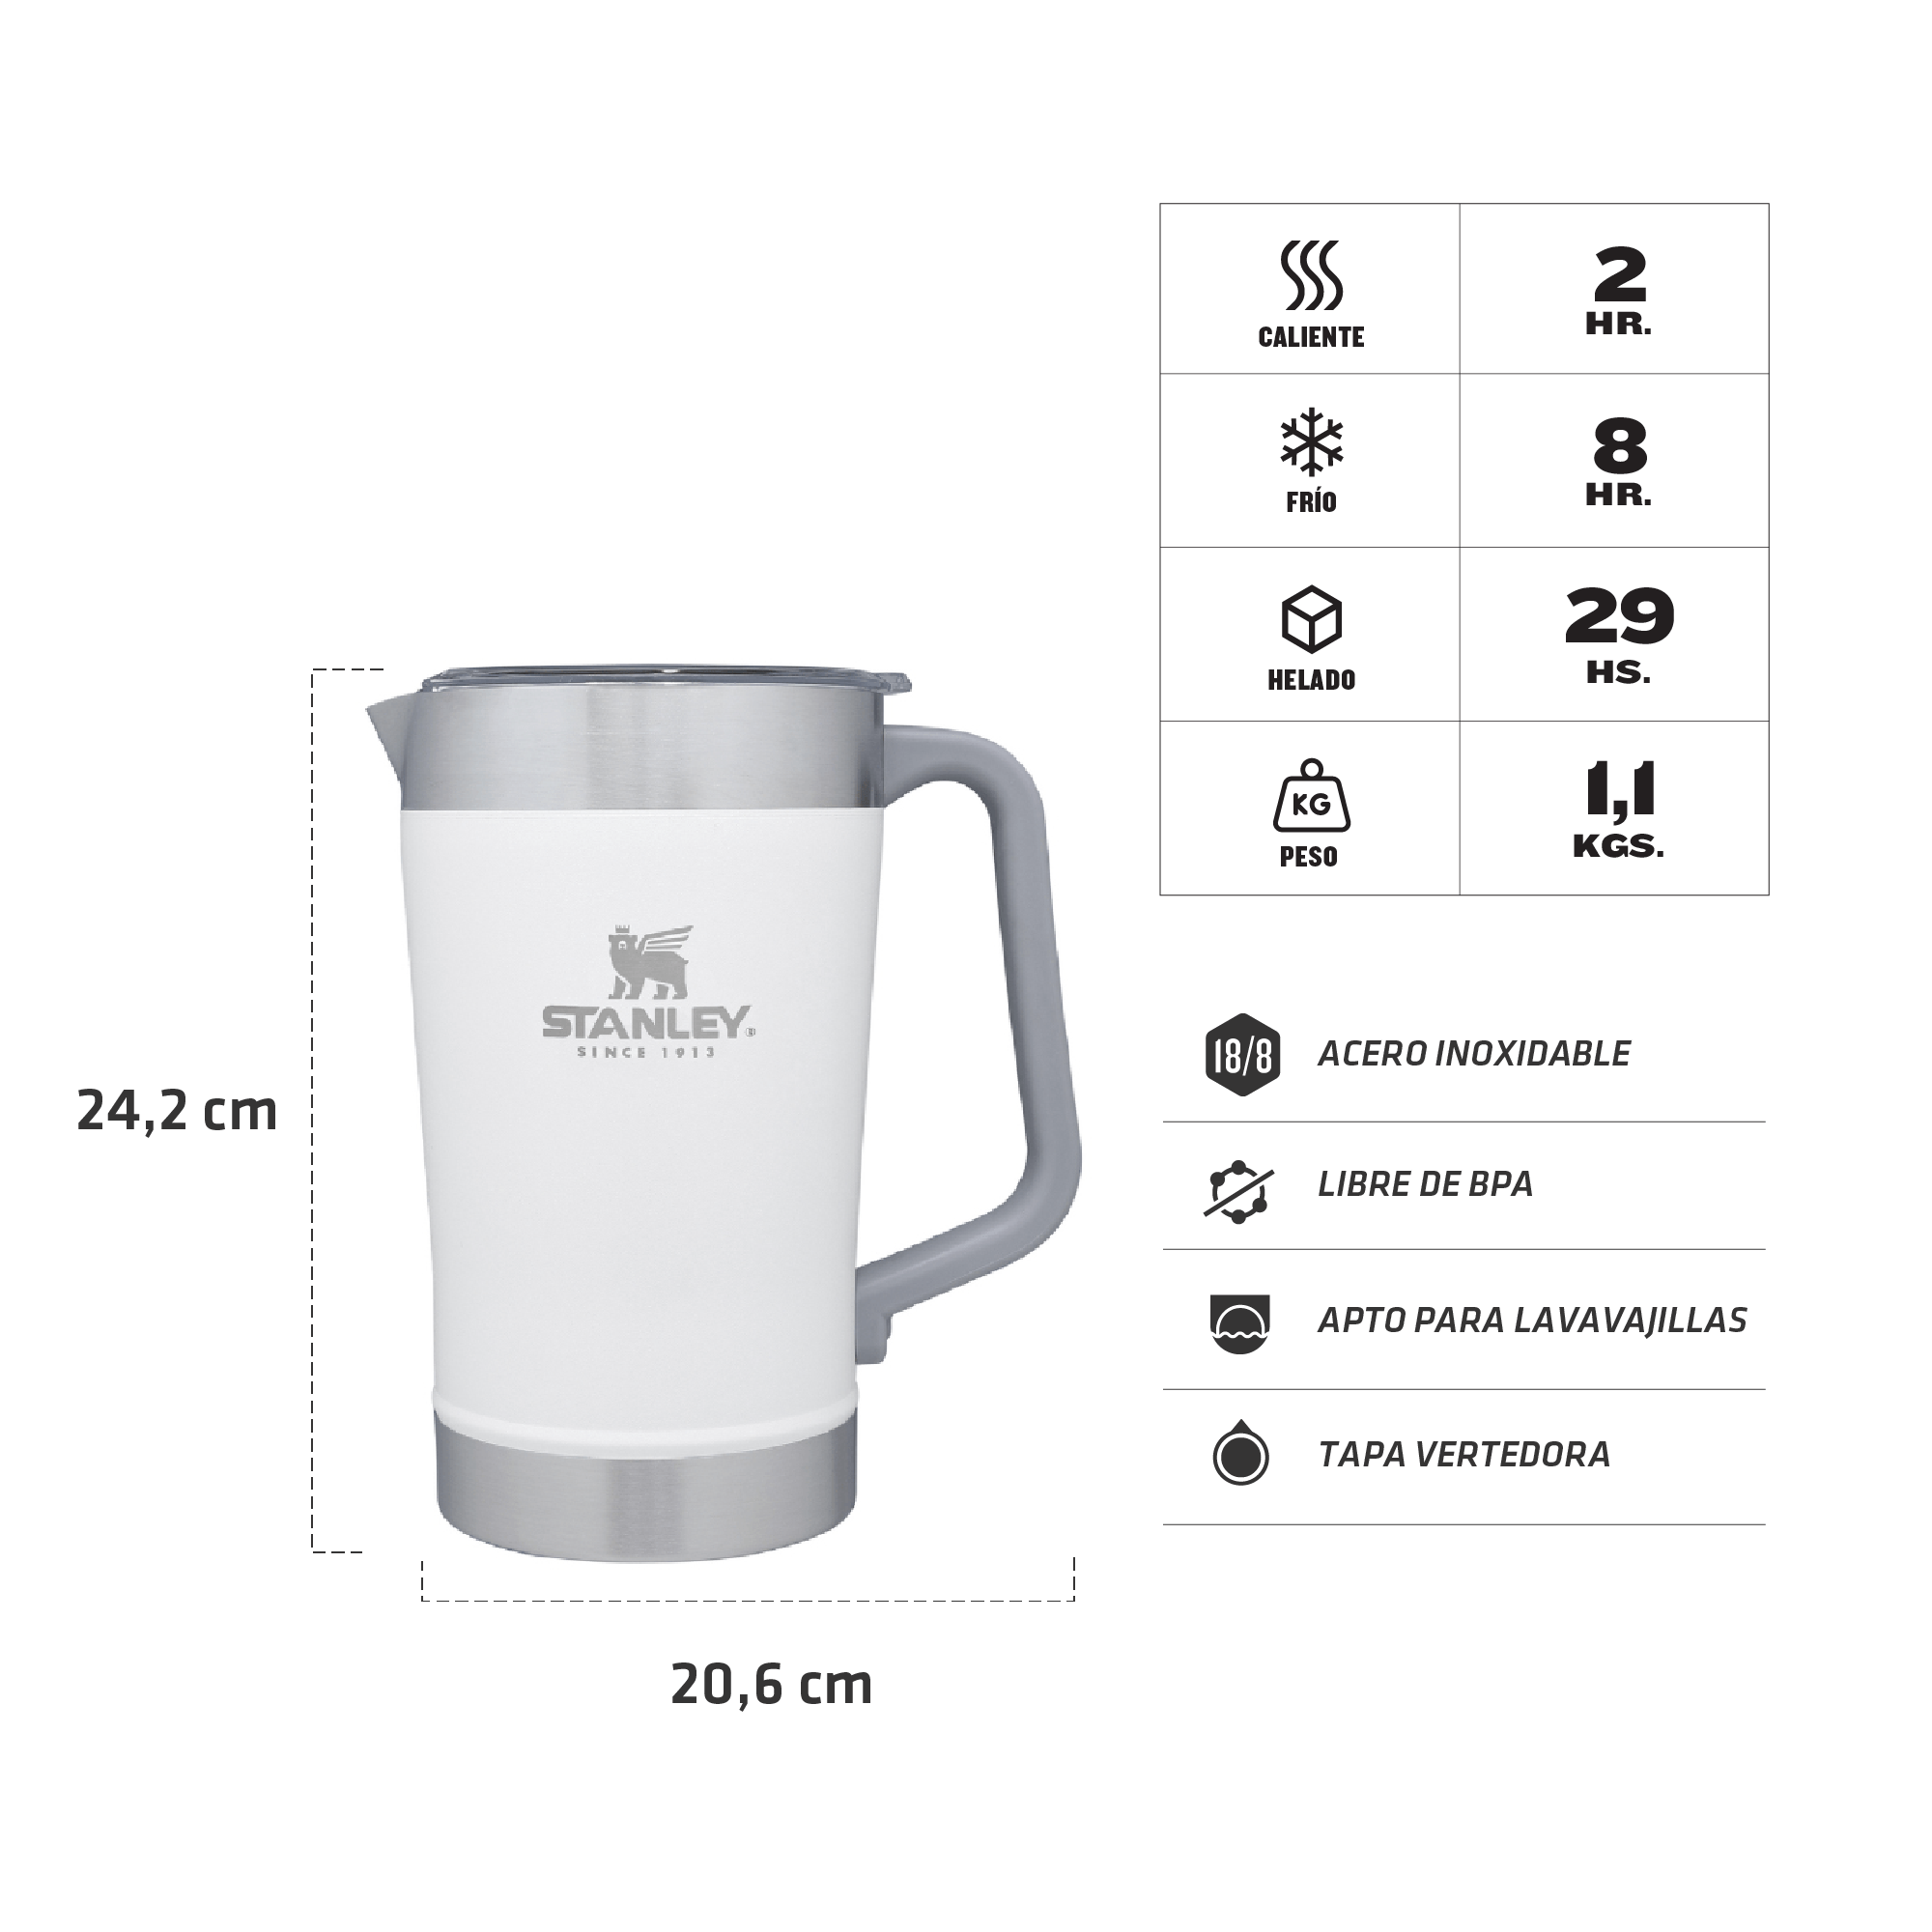 CALIENTE
2
HR.
FRÍO
8
HR.
HELADO
29
HS.
KG
PESO
1,1
KGS.
STANLEY®
SINCE 1913
24,2 cm
20,6 cm
18/8 ACERO INOXIDABLE
LIBRE DE BPA
APTO PARA LAVAVAJILLAS
TAPA VERTEDORA